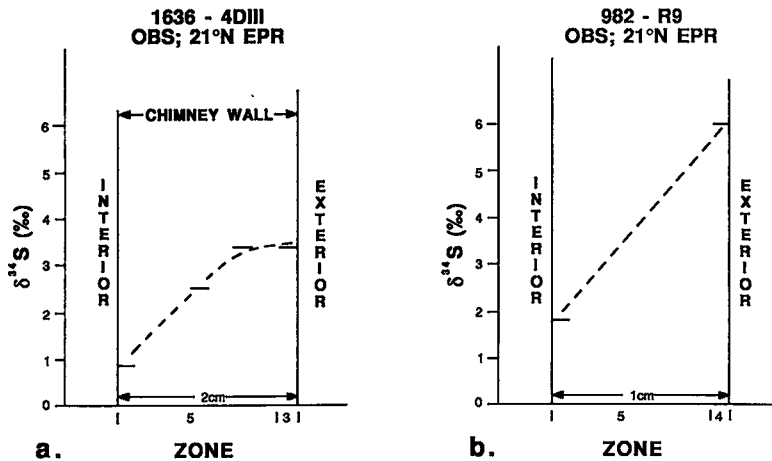 1636 - 4DIII
OBS; 21°N EPR
CHIMNEY WALL
INTERIOR
EXTERIOR
δ³⁴S (‰)
6
5
4
3
2
1
0
2cm
1 5 13 1
a. ZONE
982 - R9
OBS; 21°N EPR
INTERIOR
EXTERIOR
δ³⁴S (‰)
6
5
4
3
2
1
0
1cm
1 5 14 1
b. ZONE